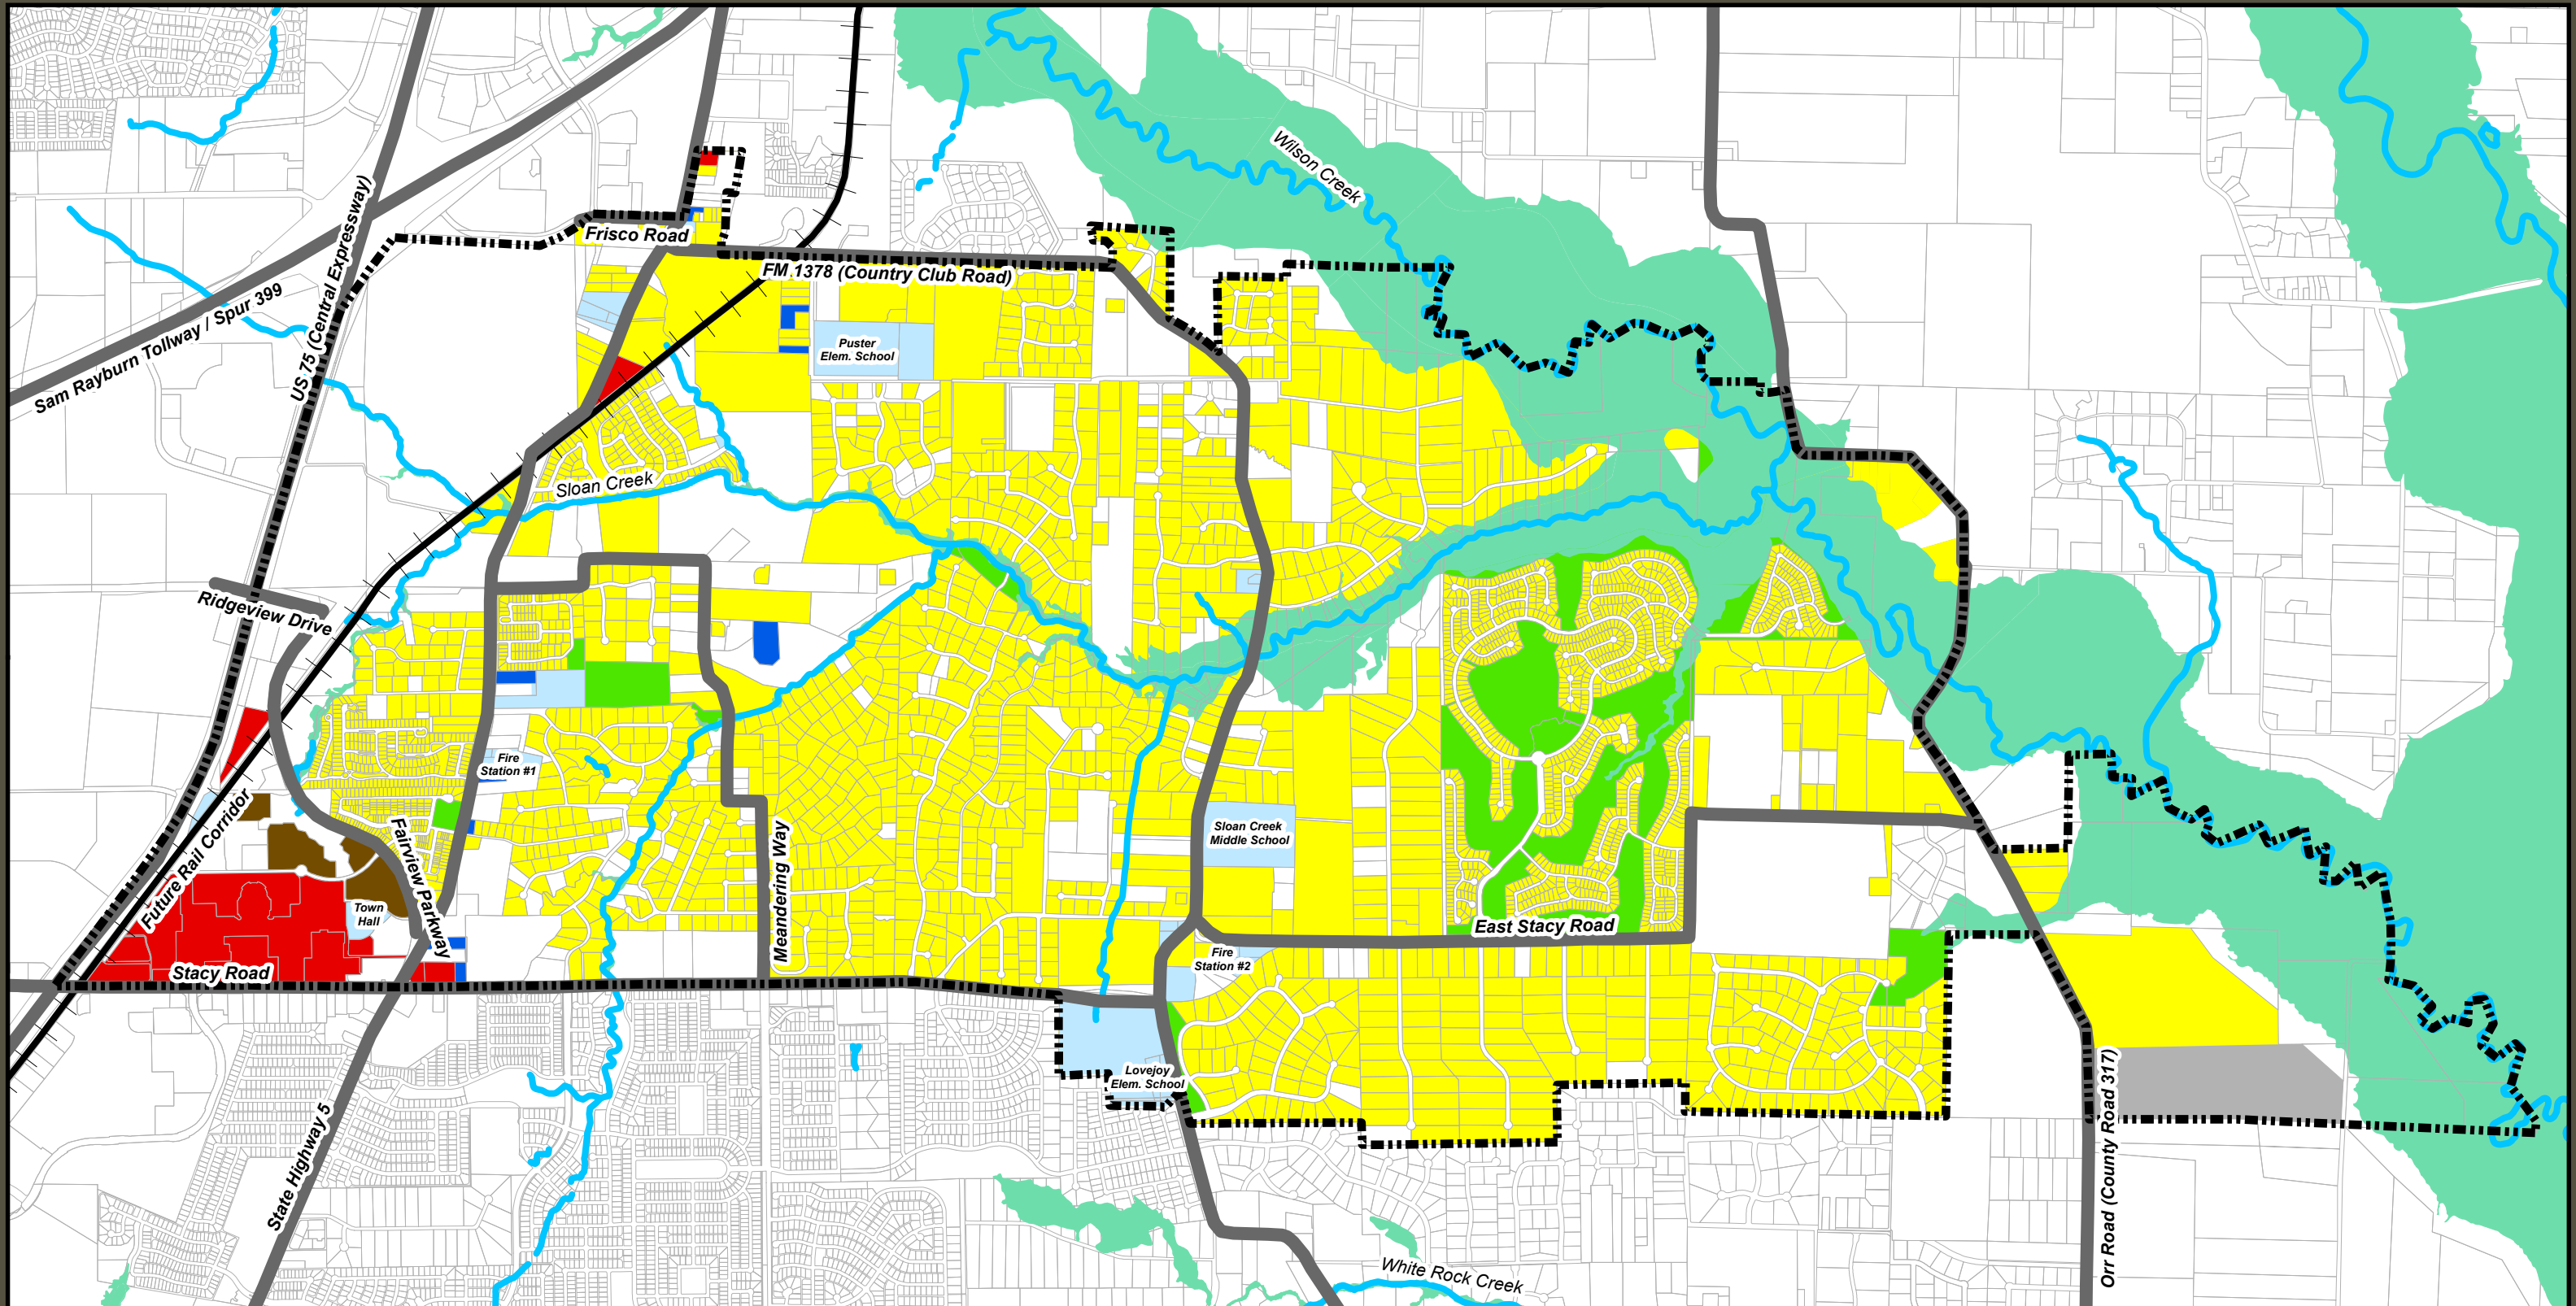 Wilson Creek
Frisco Road
FM 1378 (Country Club Road)
US 75 (Central Expressway)
Sam Rayburn Tollway / Spur 399
Puster
Elem. School
Sloan Creek
Ridgeview Drive
Fire
Station #1
Future Rail Corridor
Fairview Parkway
Meandering Way
Sloan Creek
Middle School
Town
Hall
East Stacy Road
Fire
Station #2
Stacy Road
Lovejoy
Elem. School
State Highway 5
Orr Road (County Road 317)
White Rock Creek